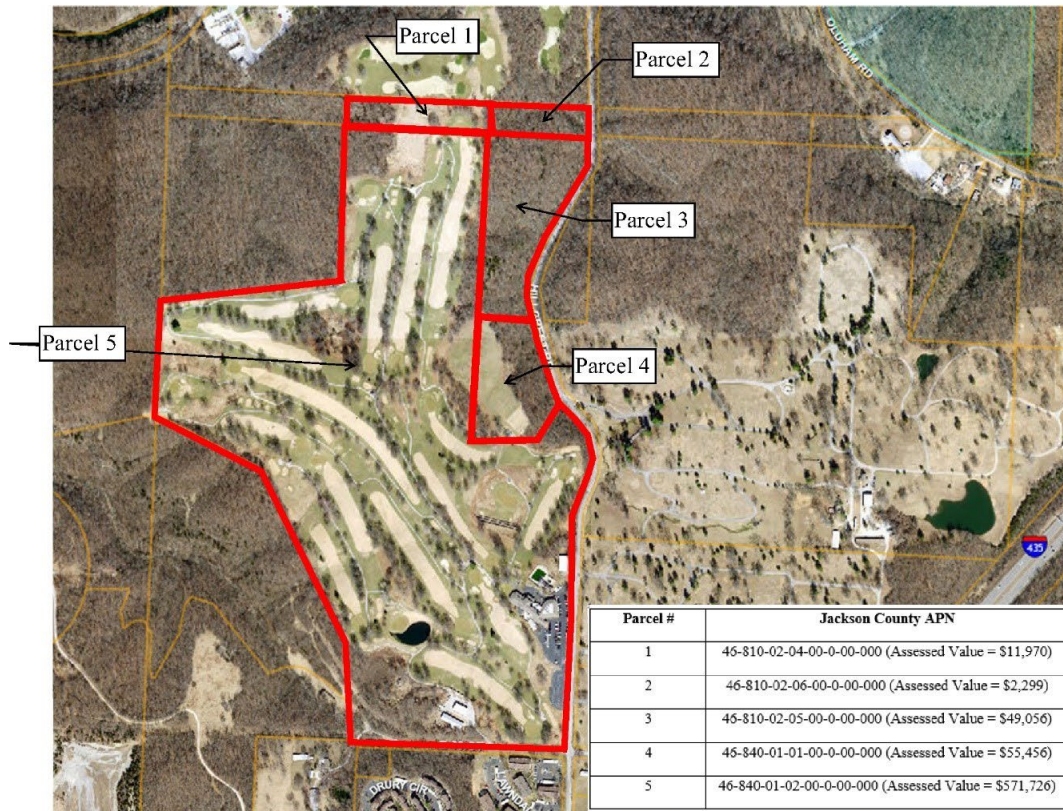 Parcel 1
Parcel 2
OLDHAM RD
Parcel 3
Parcel 5
Parcel 4
435
DRURY CIR
Parcel # Jackson County APN
1 46-810-02-04-00-0-00-000 (Assessed Value = $11,970)
2 46-810-02-06-00-0-00-000 (Assessed Value = $2,299)
3 46-810-02-05-00-0-00-000 (Assessed Value = $49,056)
4 46-840-01-01-00-0-00-000 (Assessed Value = $55,456)
5 46-840-01-02-00-0-00-000 (Assessed Value = $571,726)